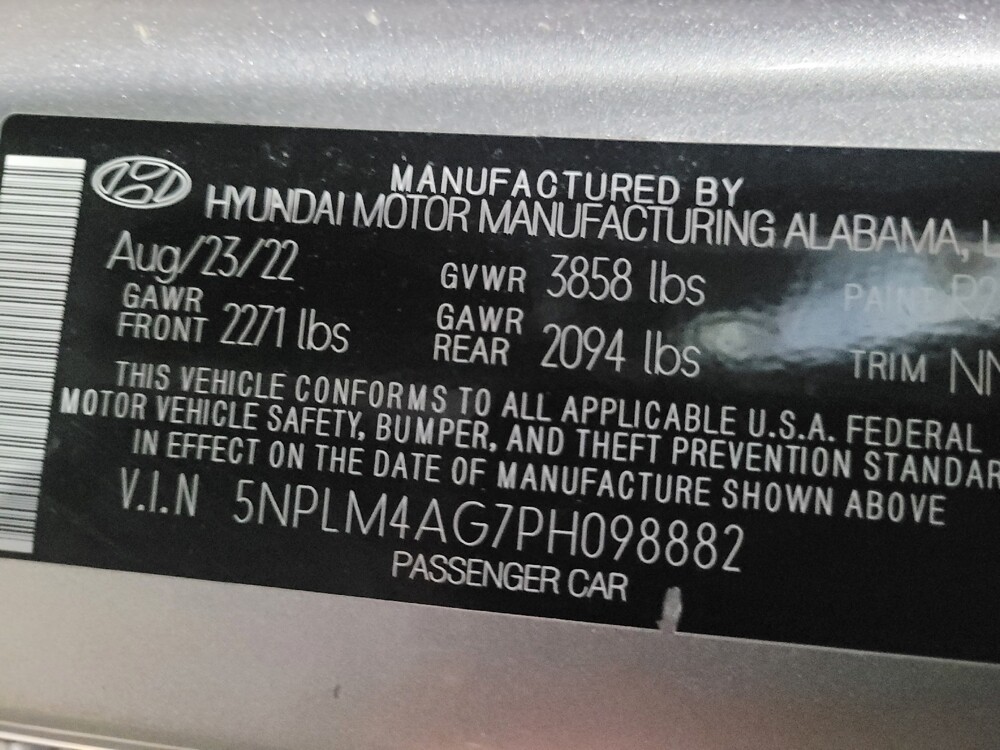 MANUFACTURED BY
HYUNDAI MOTOR MANUFACTURING ALABAMA,
Aug/23/22 GVWR 3858 lbs PAINT
GAWR FRONT 2271 lbs GAWR REAR 2094 lbs TRIM
THIS VEHICLE CONFORMS TO ALL APPLICABLE U.S.A. FEDERAL
MOTOR VEHICLE SAFETY, BUMPER, AND THEFT PREVENTION STANDAR
IN EFFECT ON THE DATE OF MANUFACTURE SHOWN ABOVE
V.I.N 5NPLM4AG7PH098882
PASSENGER CAR